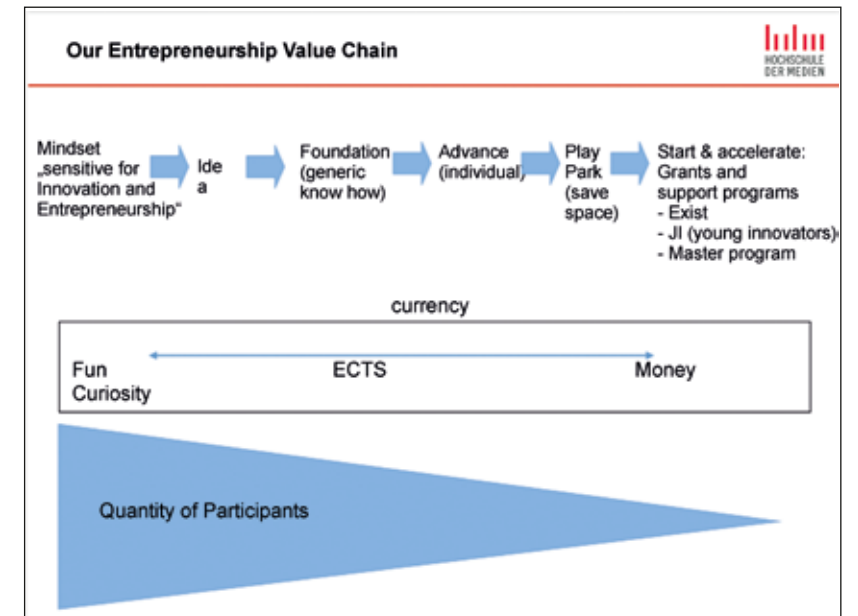 Our Entrepreneurship Value Chain
HOCHSCHULE
DER MEDIEN
Mindset
„sensitive for
Innovation and
Entrepreneurship“
Ide
a
Foundation
(generic
know how)
Advance
(individual)
Play
Park
(save
space)
Start & accelerate:
Grants and
support programs
- Exist
- JI (young innovators)
- Master program
currency
Fun
Curiosity
ECTS
Money
Quantity of Participants